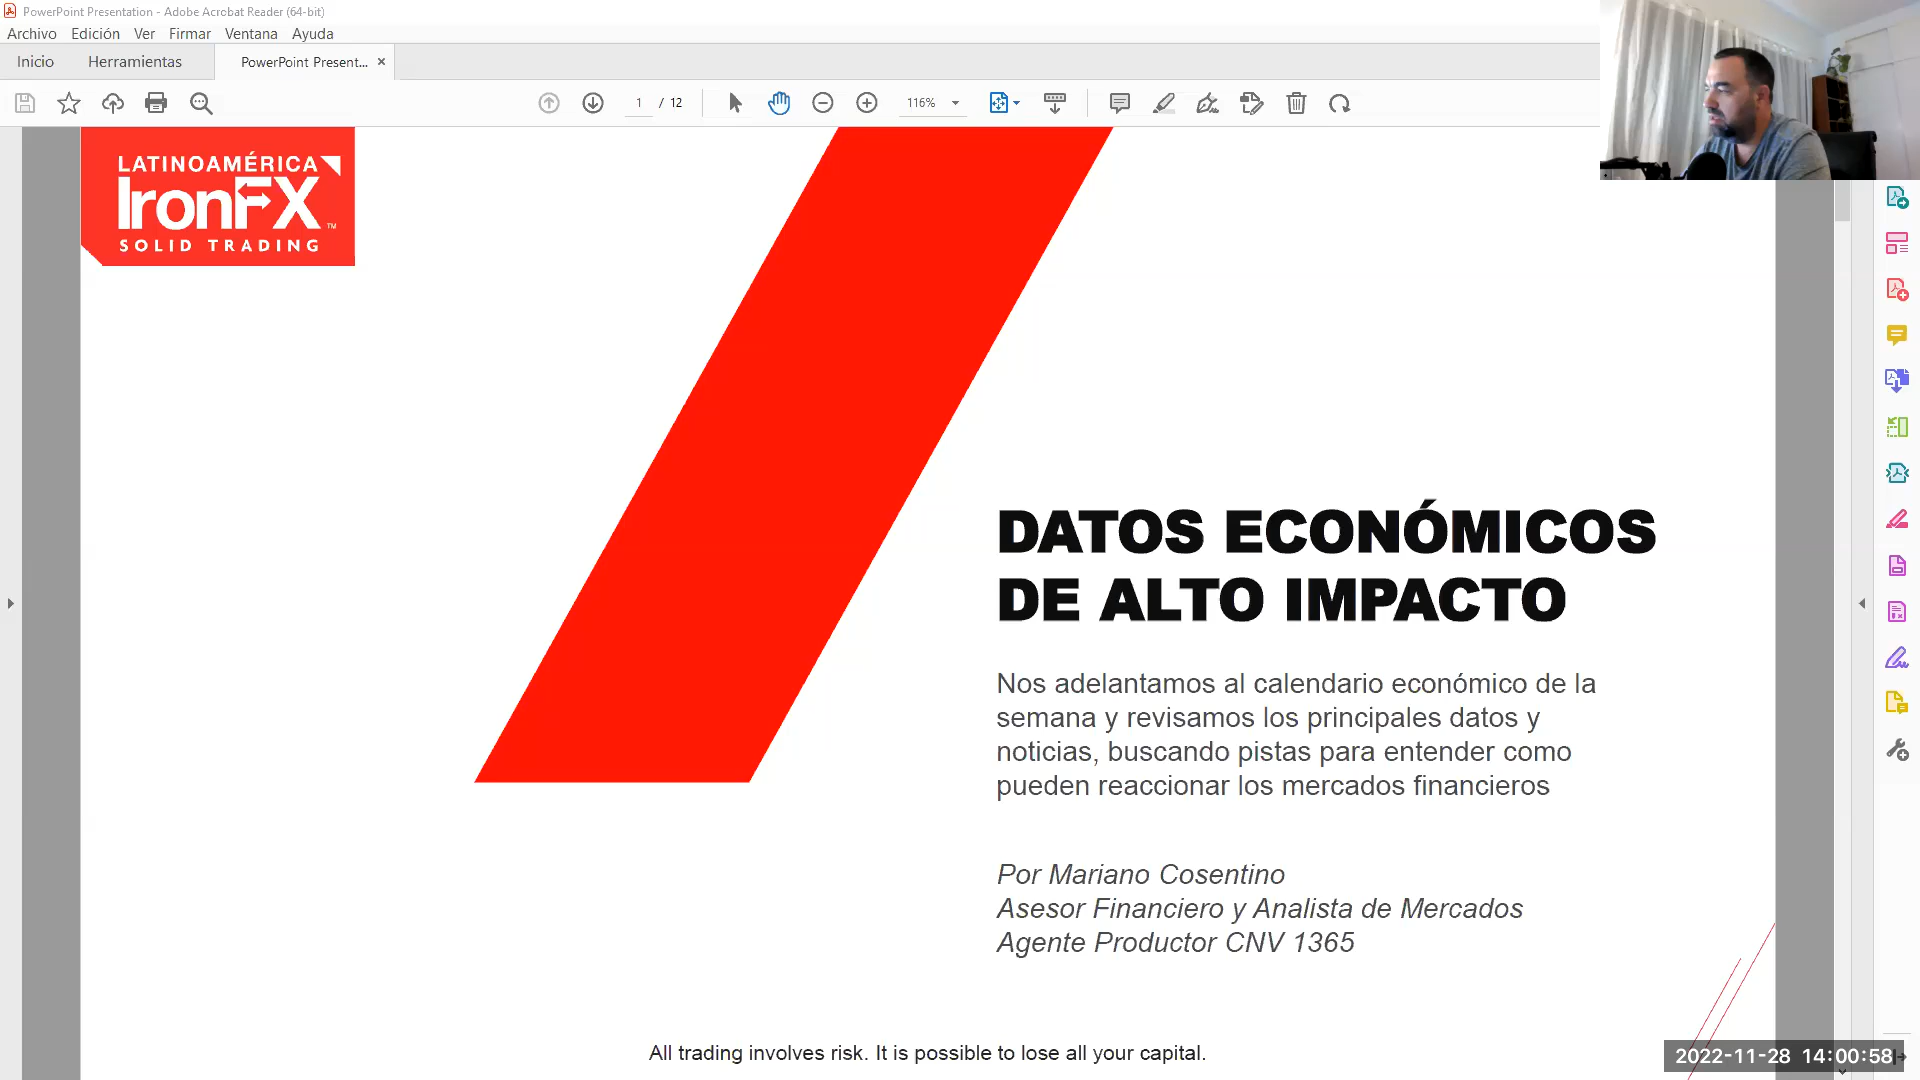 PowerPoint Presentation - Adobe Acrobat Reader (64-bit)
Archivo Edición Ver Firmar Ventana Ayuda
Inicio Herramientas PowerPoint Present... ×
1 / 12 116%
LATINOAMÉRICA
IronFX ™
SOLID TRADING
DATOS ECONÓMICOS
DE ALTO IMPACTO
Nos adelantamos al calendario económico de la
semana y revisamos los principales datos y
noticias, buscando pistas para entender como
pueden reaccionar los mercados financieros
Por Mariano Cosentino
Asesor Financiero y Analista de Mercados
Agente Productor CNV 1365
All trading involves risk. It is possible to lose all your capital.
2022-11-28 14:00:58